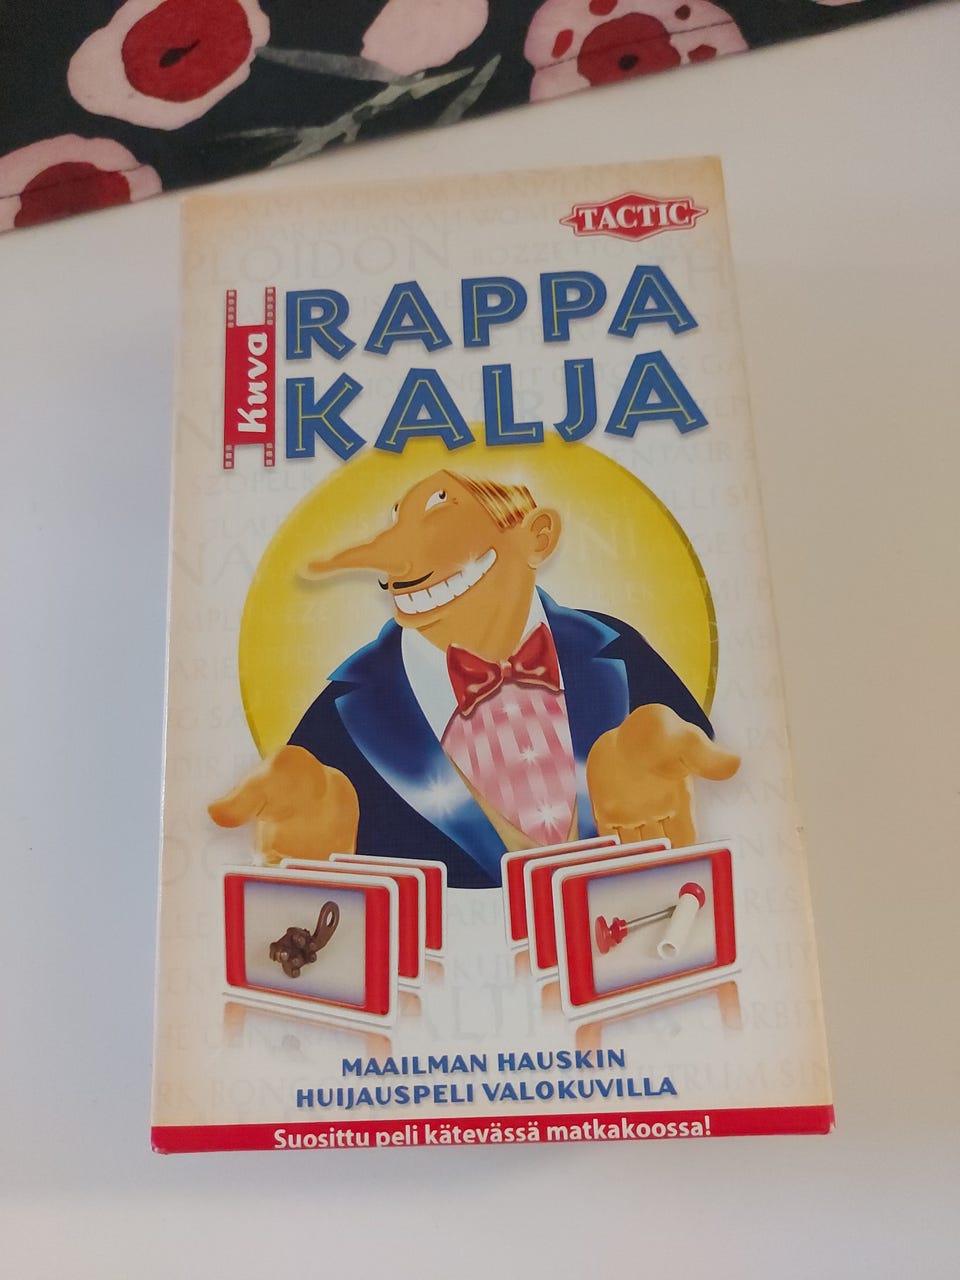 TACTIC
Kuva
RAPPA
KALJA
MAAILMAN HAUSKIN
HUIJAUSPELI VALOKUVILLA
Suosittu peli kätevässä matkakoossa!